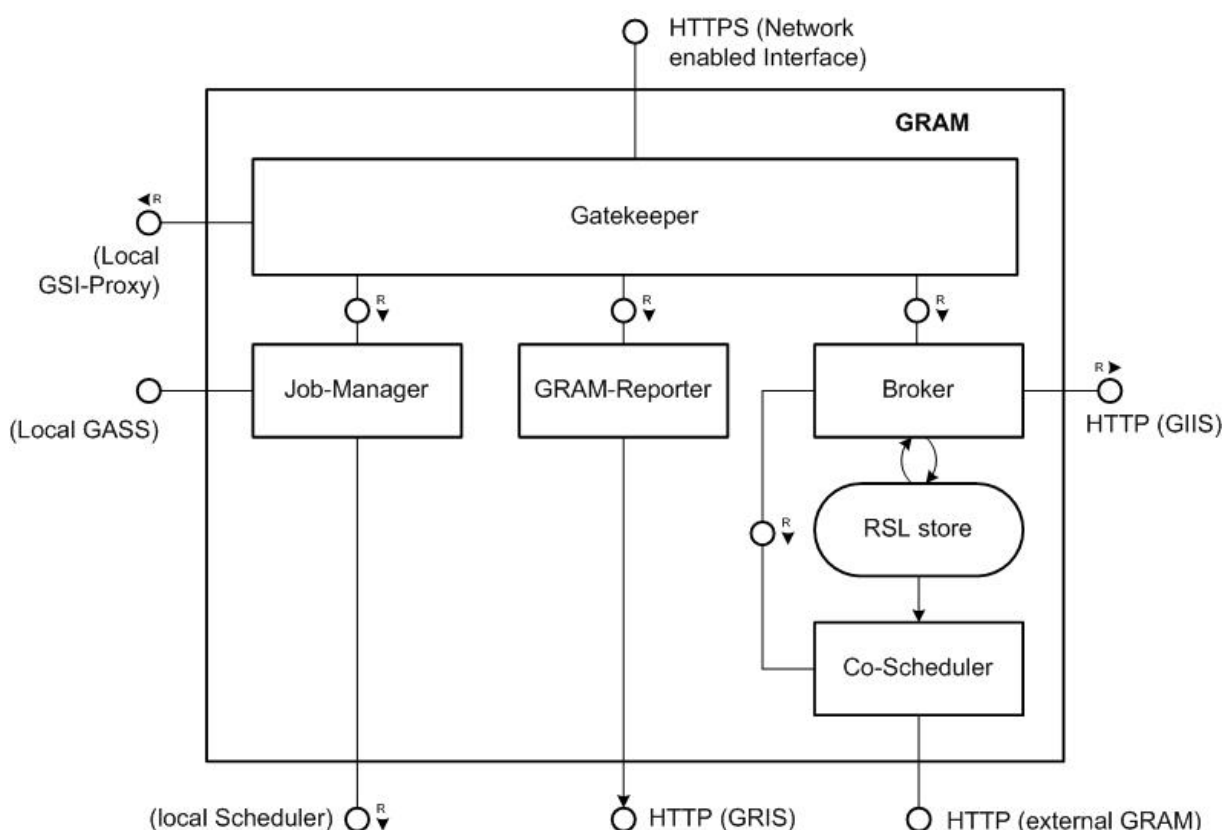 HTTPS (Network
enabled Interface)
GRAM
R
Gatekeeper
(Local
GSI-Proxy)
R
R
R
Job-Manager
GRAM-Reporter
Broker
R
(Local GASS)
HTTP (GIIS)
RSL store
R
Co-Scheduler
(local Scheduler)
R
HTTP (GRIS)
HTTP (external GRAM)